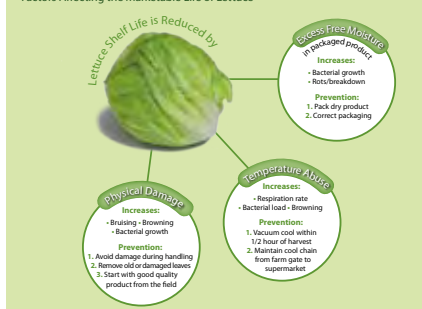 Factors Affecting the Marketable Life of Lettuce
Lettuce Shelf Life is Reduced by
Excess Free Moisture
in packaged product
Increases:
• Bacterial growth
• Rots/breakdown
Prevention:
1. Pack dry product
2. Correct packaging
Temperature Abuse
Increases:
• Respiration rate
• Bacterial load • Browning
Prevention:
1. Vacuum cool within
1/2 hour of harvest
2. Maintain cool chain
from farm gate to
supermarket
Physical Damage
Increases:
• Bruising • Browning
• Bacterial growth
Prevention:
1. Avoid damage during handling
2. Remove old or damaged leaves
3. Start with good quality
product from the field